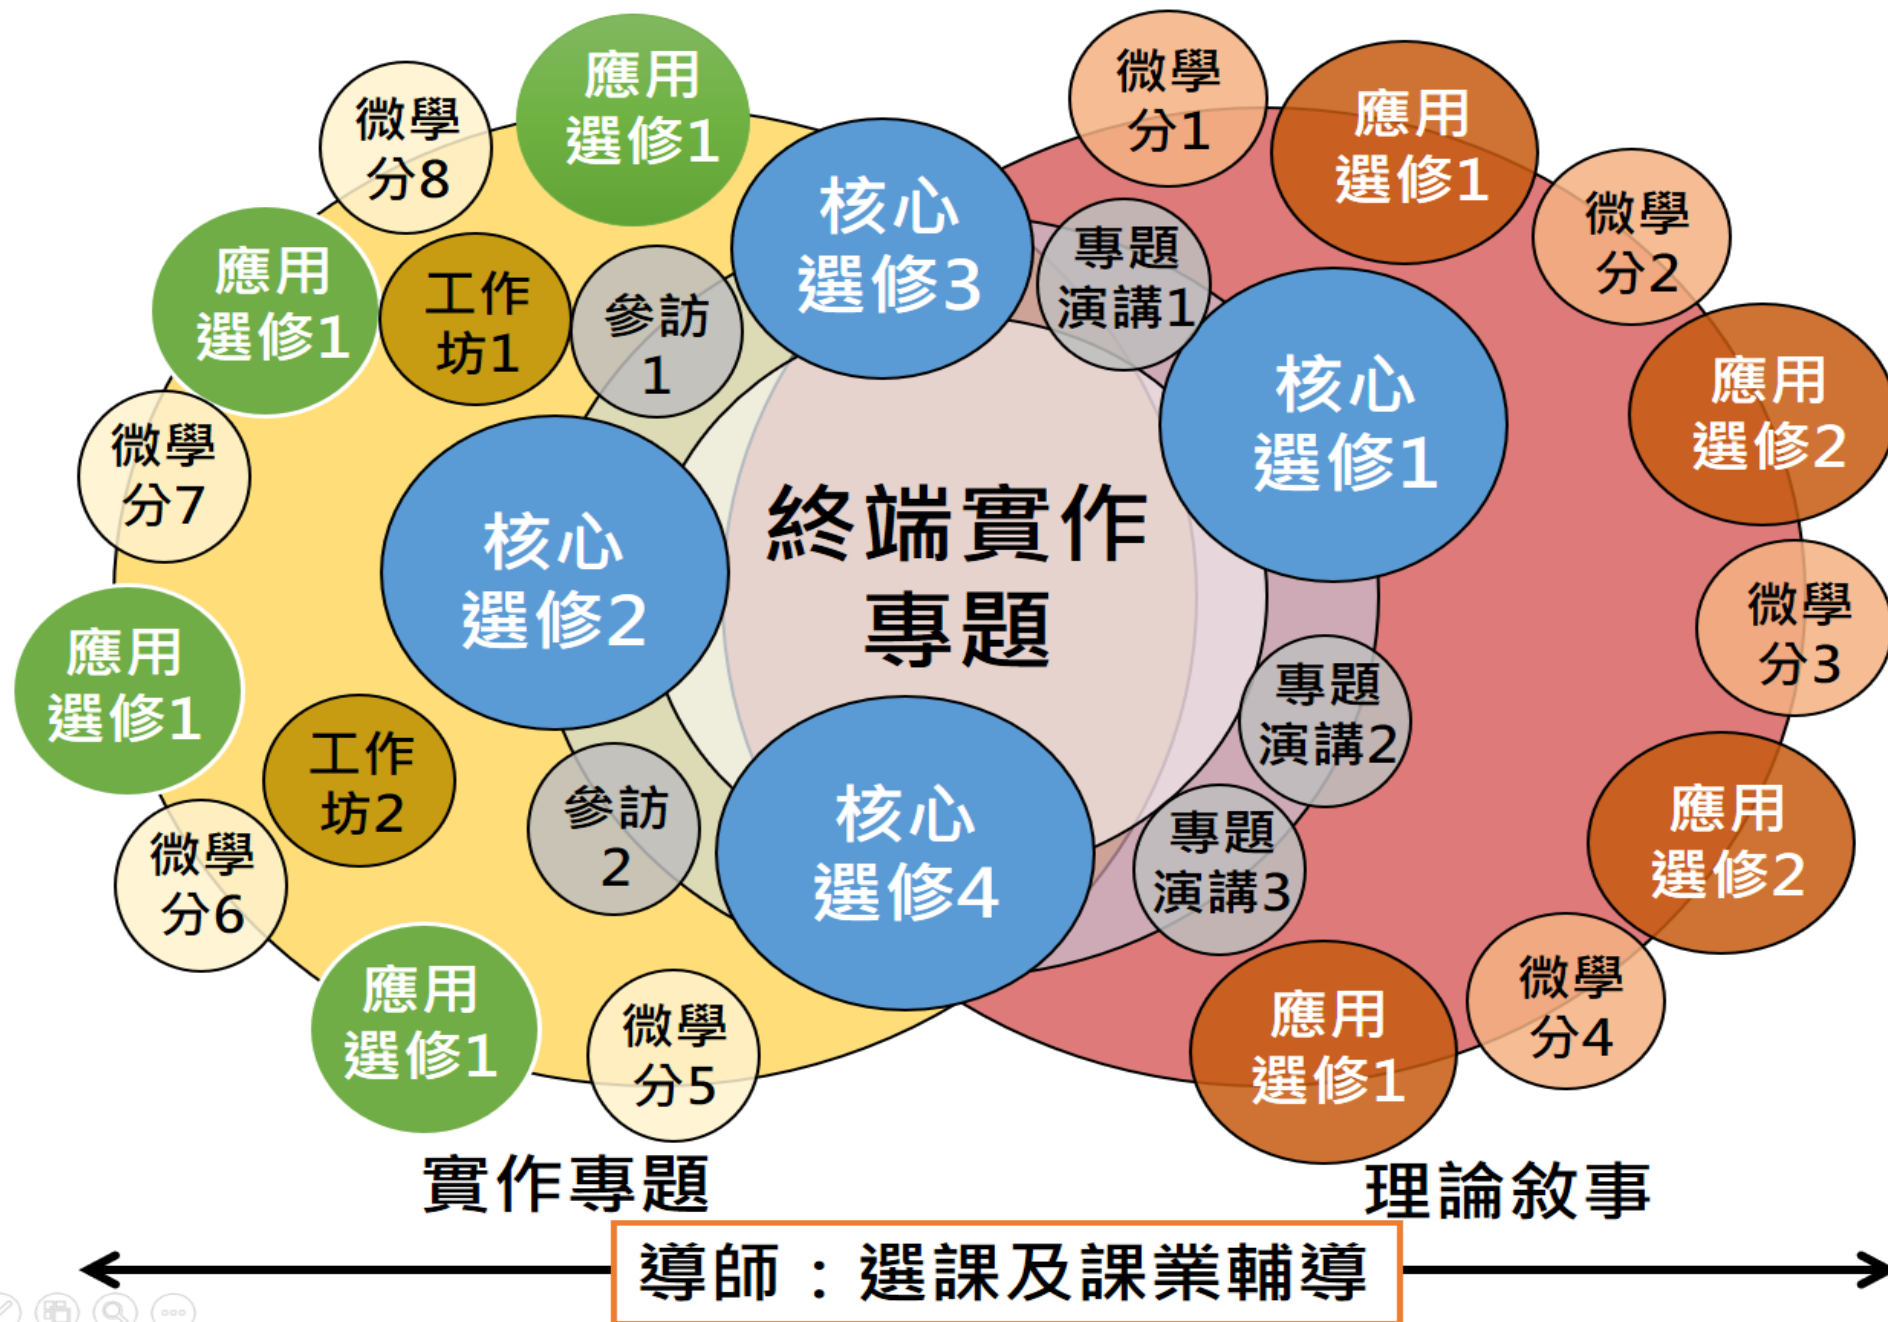 應用
選修1
微學
分8
應用
選修1
工作
坊1
參訪
1
核心
選修3
微學
分1
應用
選修1
專題
演講1
微學
分2
核心
選修1
應用
選修2
微學
分7
核心
選修2
終端實作
專題
微學
分3
應用
選修1
工作
坊2
參訪
2
核心
選修4
專題
演講2
專題
演講3
應用
選修2
微學
分6
應用
選修1
微學
分5
應用
選修1
微學
分4
實作專題
理論敘事
導師：選課及課業輔導